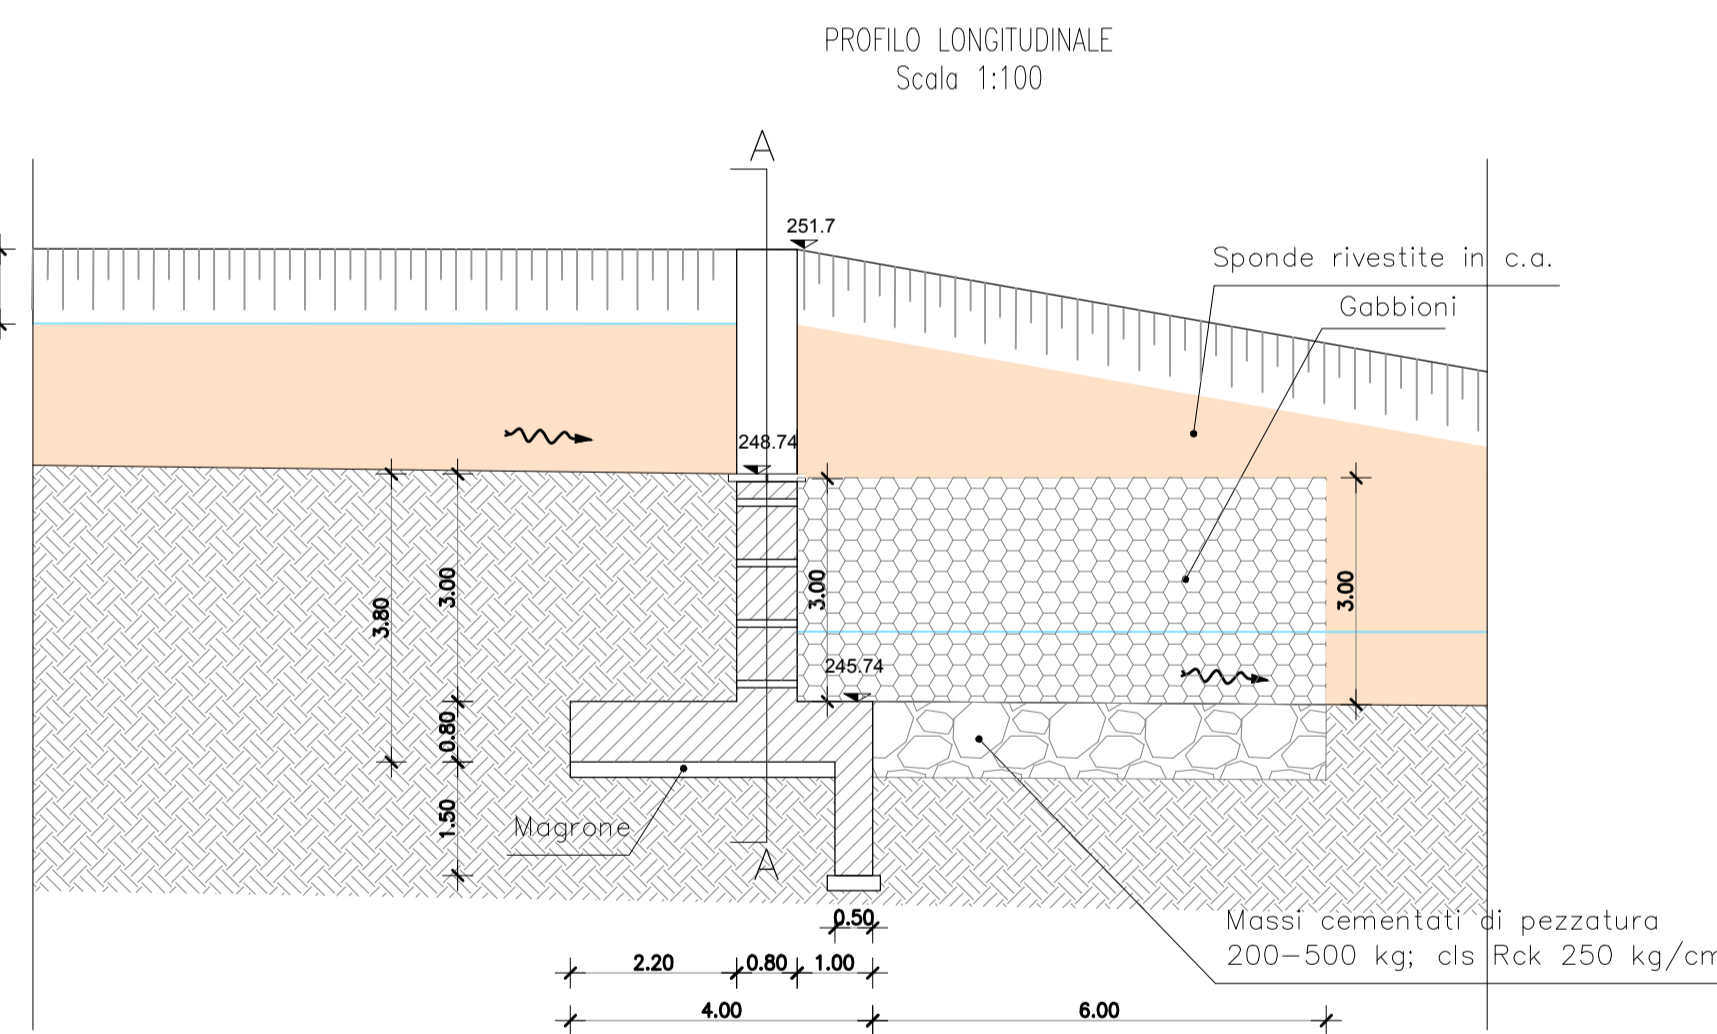 PROFILO LONGITUDINALE
Scala 1:100
A
251.7
Sponde rivestite in c.a.
Gabbioni
248.74
3.80
3.00
3.00
3.00
245.74
0.80
1.50
Magrone
A
0.50
Massi cementati di pezzatura
200-500 kg; cls Rck 250 kg/cm
2.20
0.80
1.00
4.00
6.00